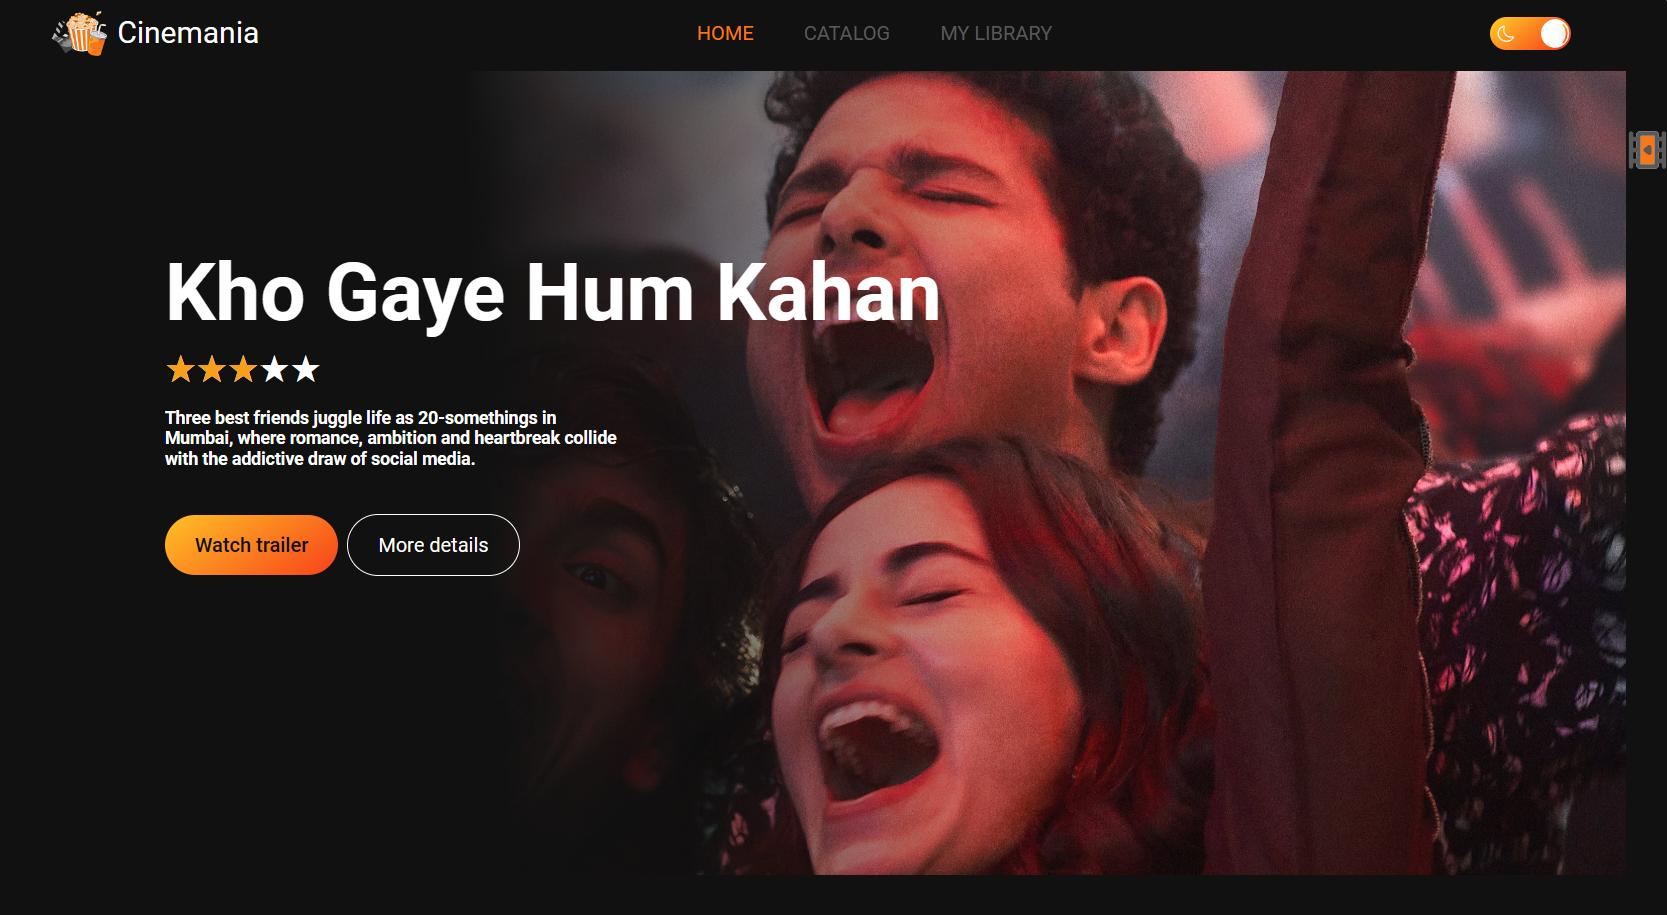 Cinemania
HOME CATALOG MY LIBRARY
Kho Gaye Hum Kahan
Three best friends juggle life as 20-somethings in
Mumbai, where romance, ambition and heartbreak collide
with the addictive draw of social media.
Watch trailer More details